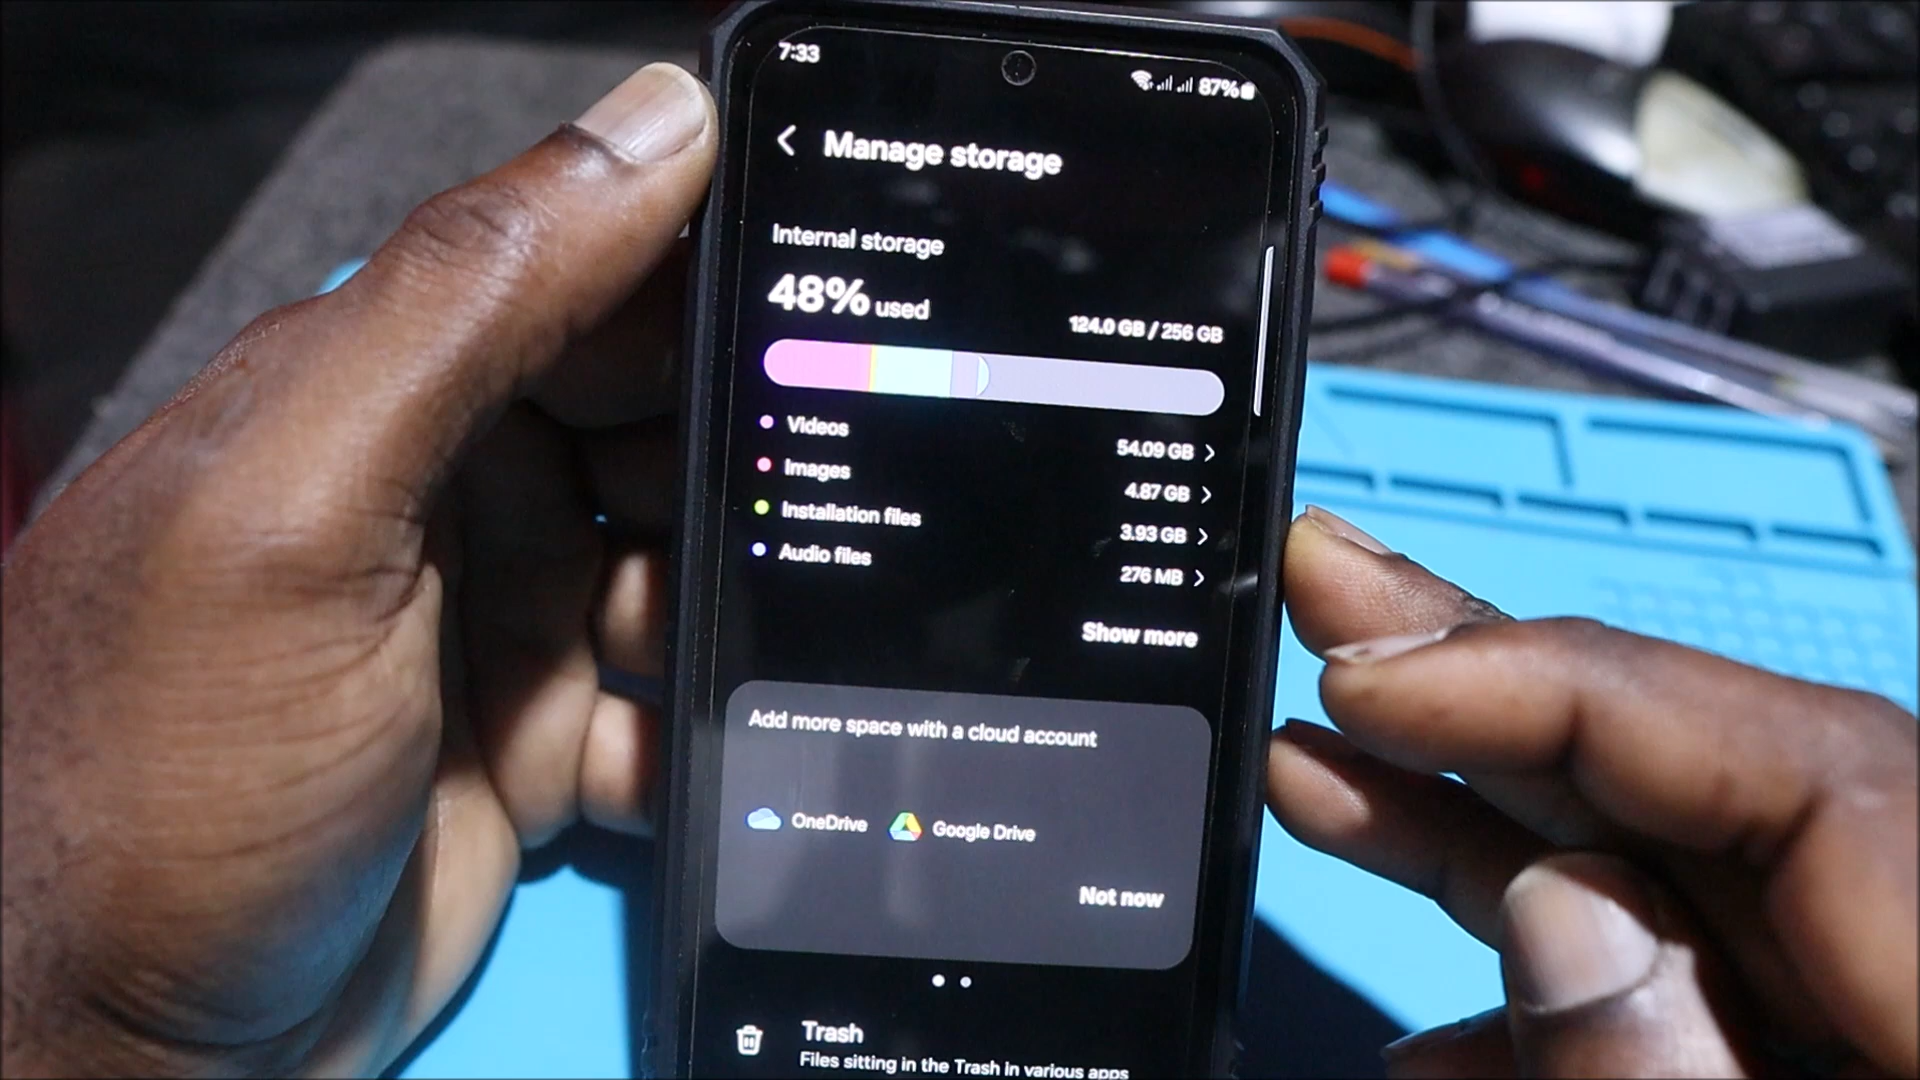 7:33
87%
Manage storage
Internal storage
48% used
124.0 GB / 256 GB
Videos 54.09 GB
Images 4.87 GB
Installation files 3.93 GB
Audio files 276 MB
Show more
Add more space with a cloud account
OneDrive Google Drive
Not now
Trash
Files sitting in the Trash in various apps